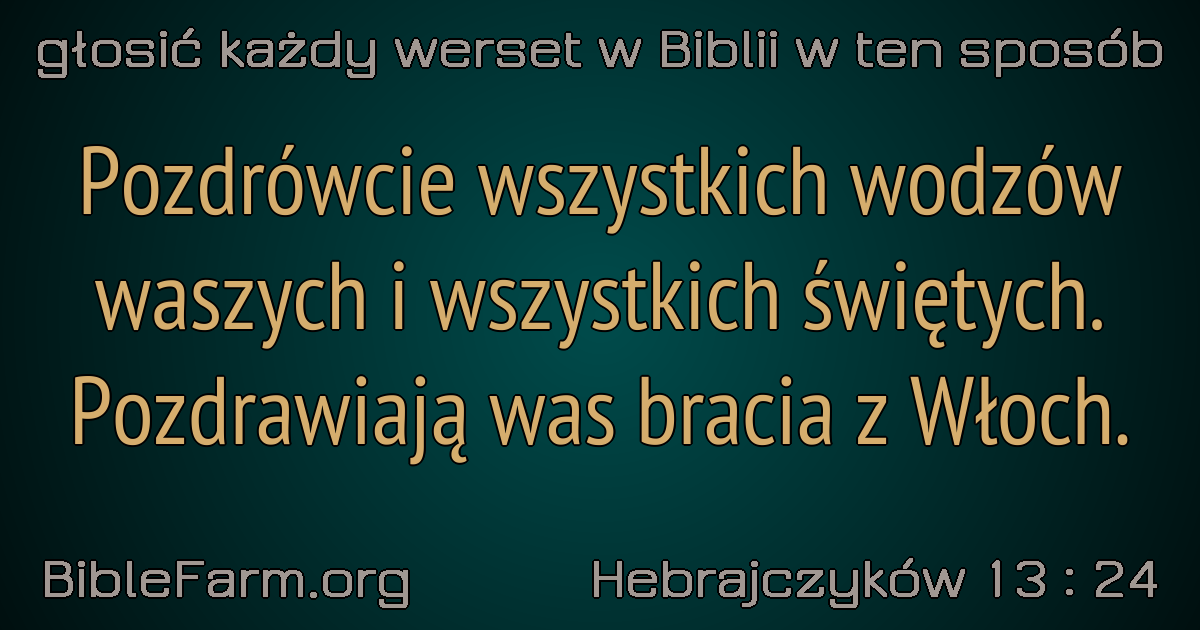 głosić każdy werset w Biblii w ten sposób
Pozdrówcie wszystkich wodzów
waszych i wszystkich świętych.
Pozdrawiają was bracia z Włoch.
BibleFarm.org
Hebrajczyków 13 : 24